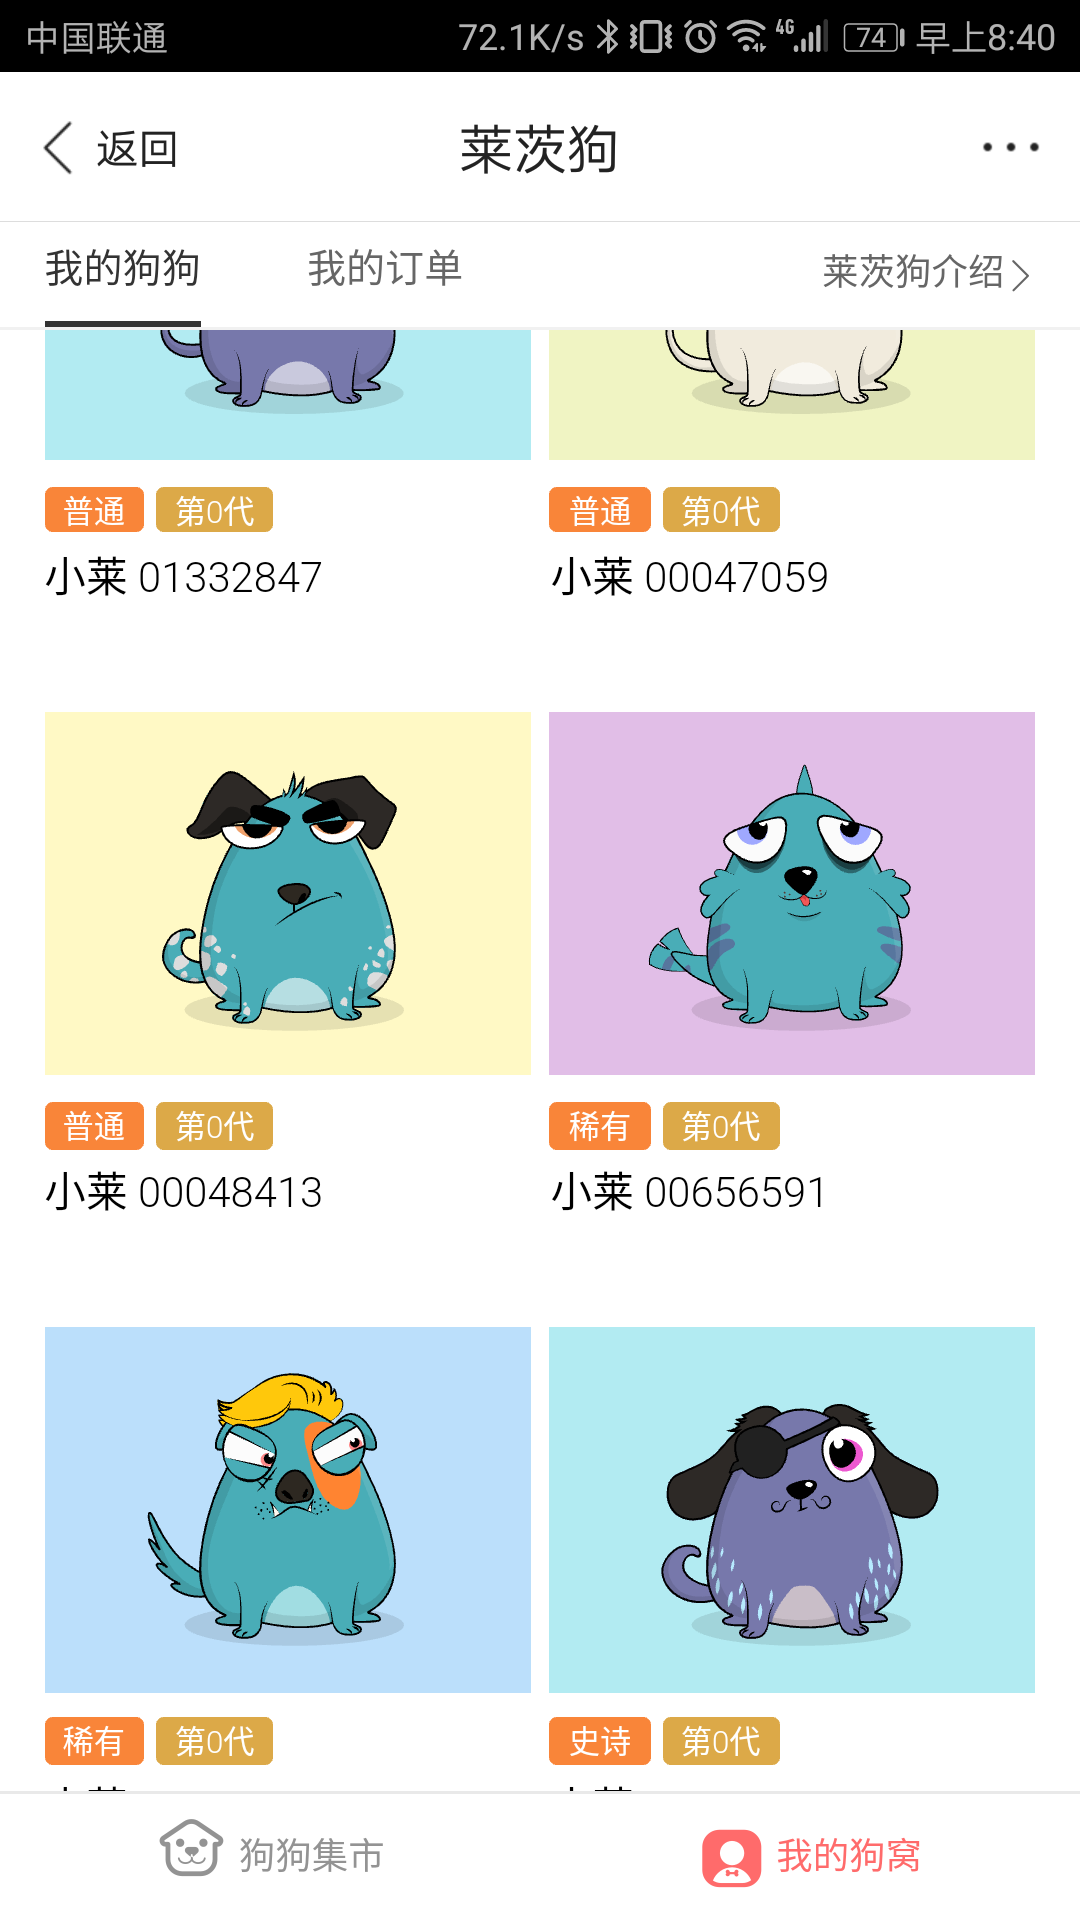 中国联通 72.1K/s 4G 74 早上8:40
返回 莱茨狗
我的狗狗 我的订单 莱茨狗介绍
普通 第0代 普通 第0代
小莱 01332847 小莱 00047059
普通 第0代 稀有 第0代
小莱 00048413 小莱 00656591
稀有 第0代 史诗 第0代
狗狗集市 我的狗窝